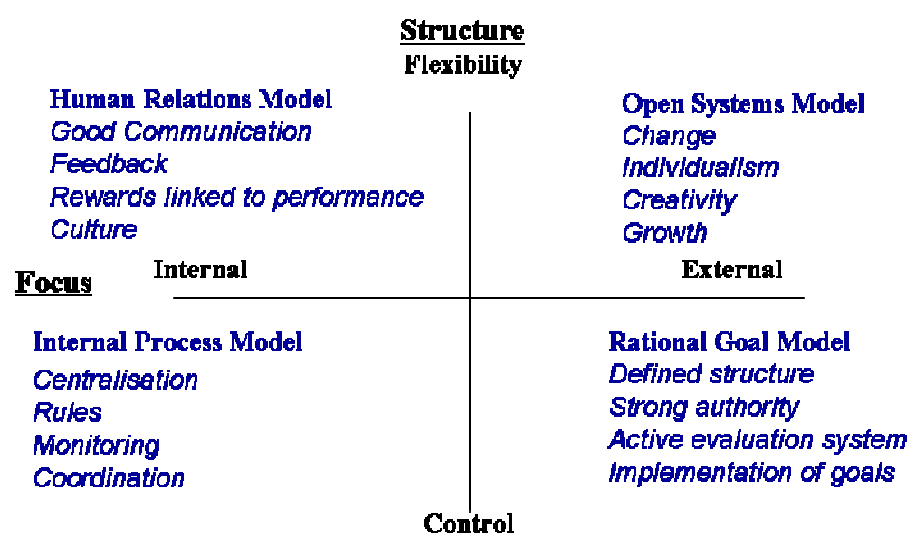 Structure
Flexibility
Human Relations Model
Good Communication
Feedback
Rewards linked to performance
Culture
Open Systems Model
Change
Individualism
Creativity
Growth
Focus
Internal
External
Internal Process Model
Centralisation
Rules
Monitoring
Coordination
Rational Goal Model
Defined structure
Strong authority
Active evaluation system
Implementation of goals
Control